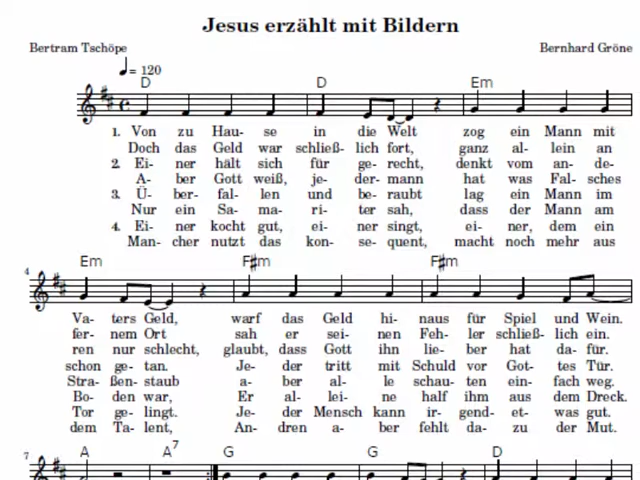 Jesus erzählt mit Bildern
Bertram Tschöpe Bernhard Gröne
= 120
D D Em
1. Von zu Hau- se in die Welt zog ein Mann mit
Doch das Geld war schließ- lich fort, ganz al- lein an
2. Ei- ner hält sich für ge- recht, denkt vom an- de-
A- ber Gott weiß, je- der- mann hat was Fal- sches
3. Ü- ber- fal- len und be- raubt lag ein Mann im
Nur ein Sa- ma- ri- ter sah, dass der Mann am
4. Ei- ner kocht gut, ei- ner singt, ei- ner, dem ein
Man- cher nutzt das kon- se- quent, macht noch mehr aus
4 Em F#m F#m
Va- ters Geld, warf das Geld hi- naus für Spiel und Wein.
fer- nem Ort sah er sei- nen Feh- ler schließ- lich ein.
ren nur schlecht, glaubt, dass Gott ihn lie- ber hat da- für.
schon ge- tan. Je- der tritt mit Schuld vor Got- tes Tür.
Stra- ßen- staub a- ber al- le schau- ten ein- fach weg.
Bo- den war, Er al- lei- ne half ihm aus dem Dreck.
Tor ge- lingt. Je- der Mensch kann ir- gend- et- was gut.
dem Ta- lent, An- dren a- ber fehlt da- zu der Mut.
7 A A7 G G D